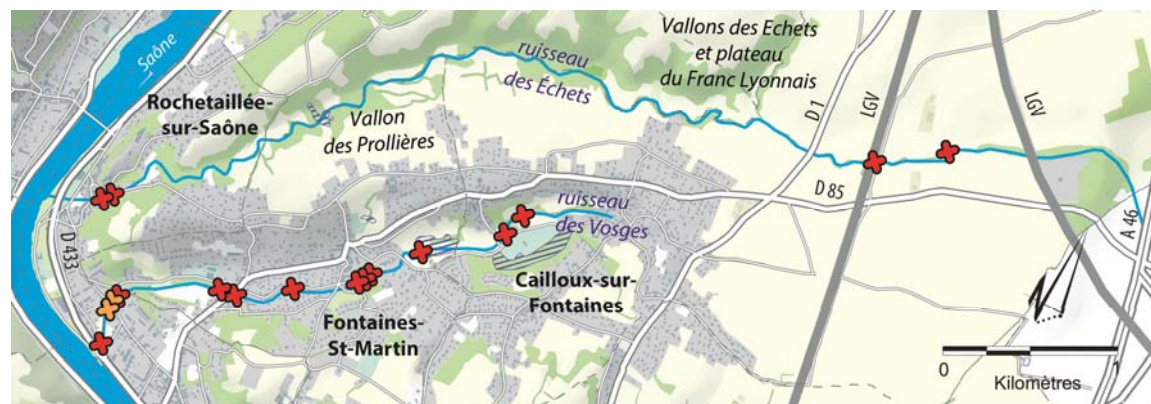 Saône
Rochetaillée-
sur-Saône
ruisseau
des Échets
Vallons des Echets
et plateau
du Franc Lyonnais
Vallon
des Prollières
D 1
LGV
LGV
D 85
A 46
D 433
ruisseau
des Vosges
Cailloux-sur-
Fontaines
Fontaines-
St-Martin
N
0
1
Kilomètres